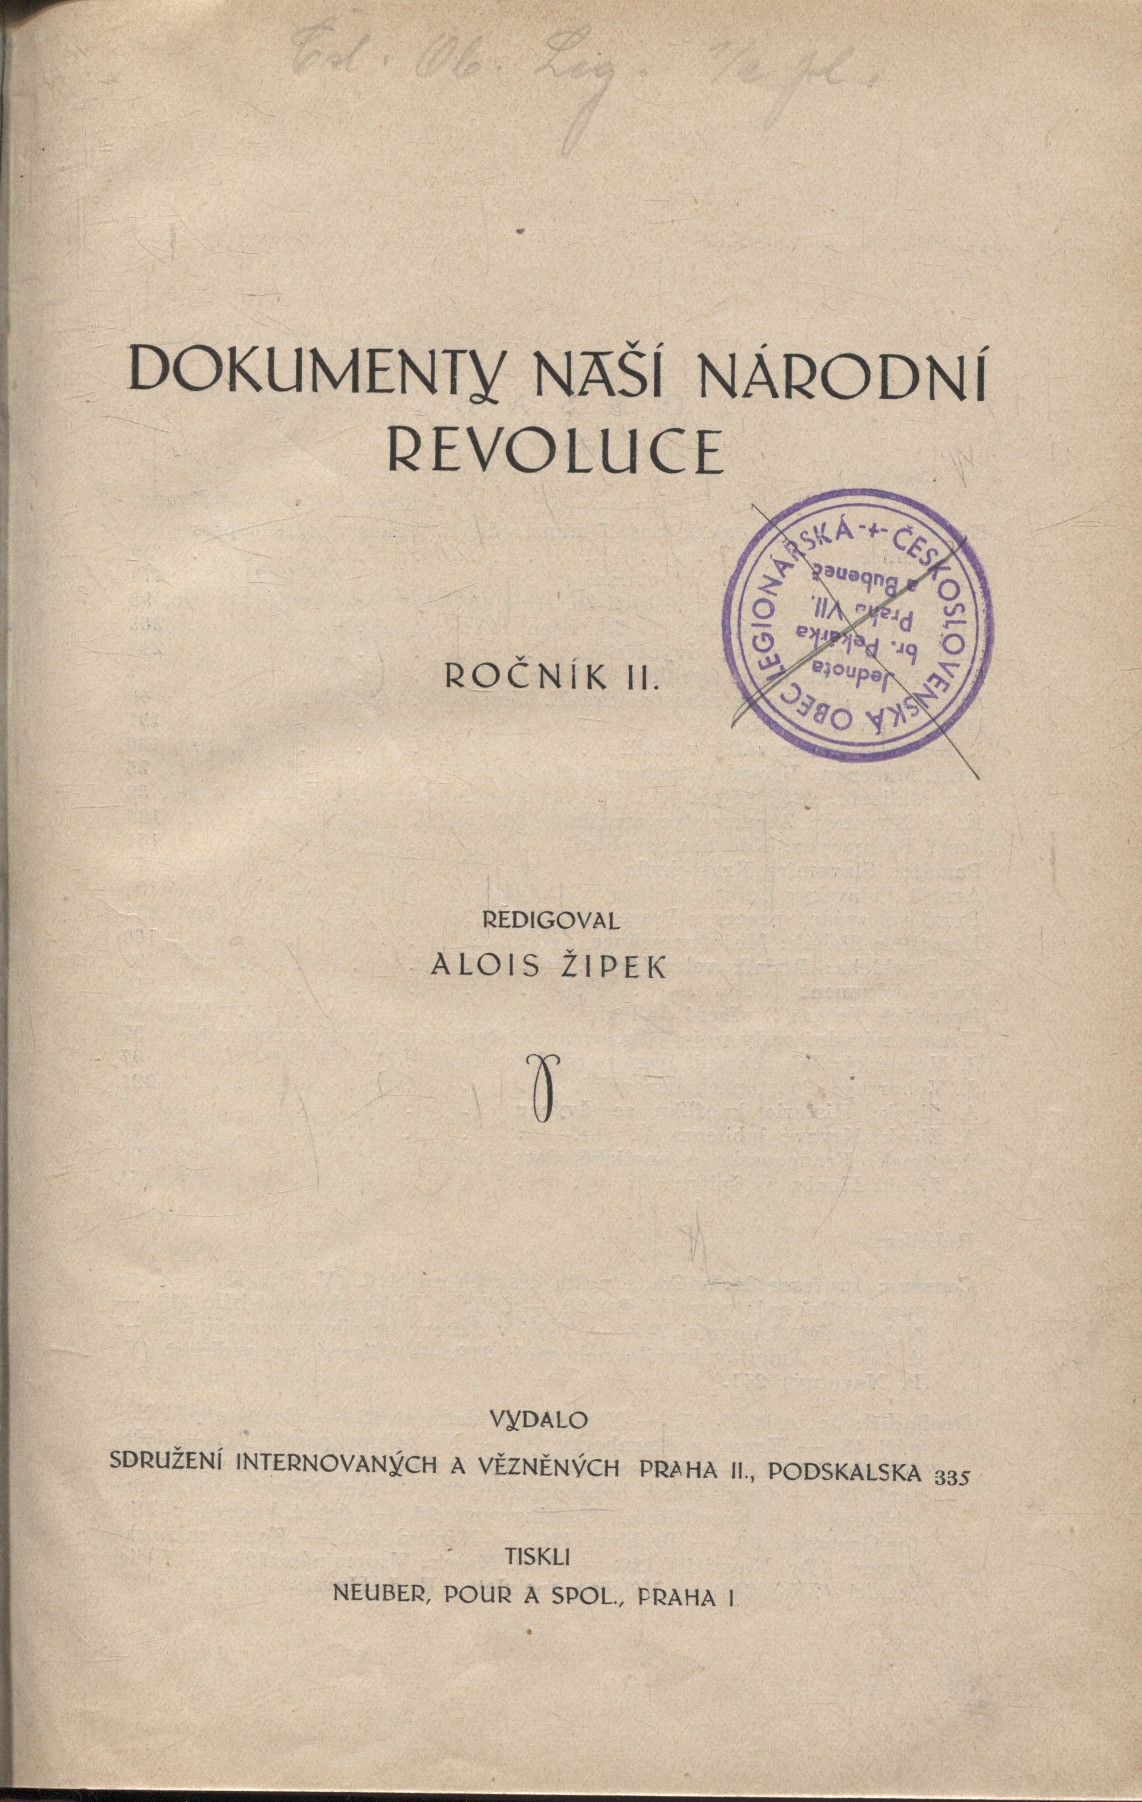 DOKUMENTY NAŠÍ NÁRODNÍ
REVOLUCE
ČESKOSLOVENSKÁ OBEC LEGIONÁŘSKÁ
Jednota
br. Pekárka
Praha VII.
a Bubeneč
ROČNÍK II.
REDIGOVAL
ALOIS ŽIPEK
VYDALO
SDRUŽENÍ INTERNOVANÝCH A VĚZNĚNÝCH PRAHA II., PODSKALSKA 335
TISKLI
NEUBER, POUR A SPOL., PRAHA I